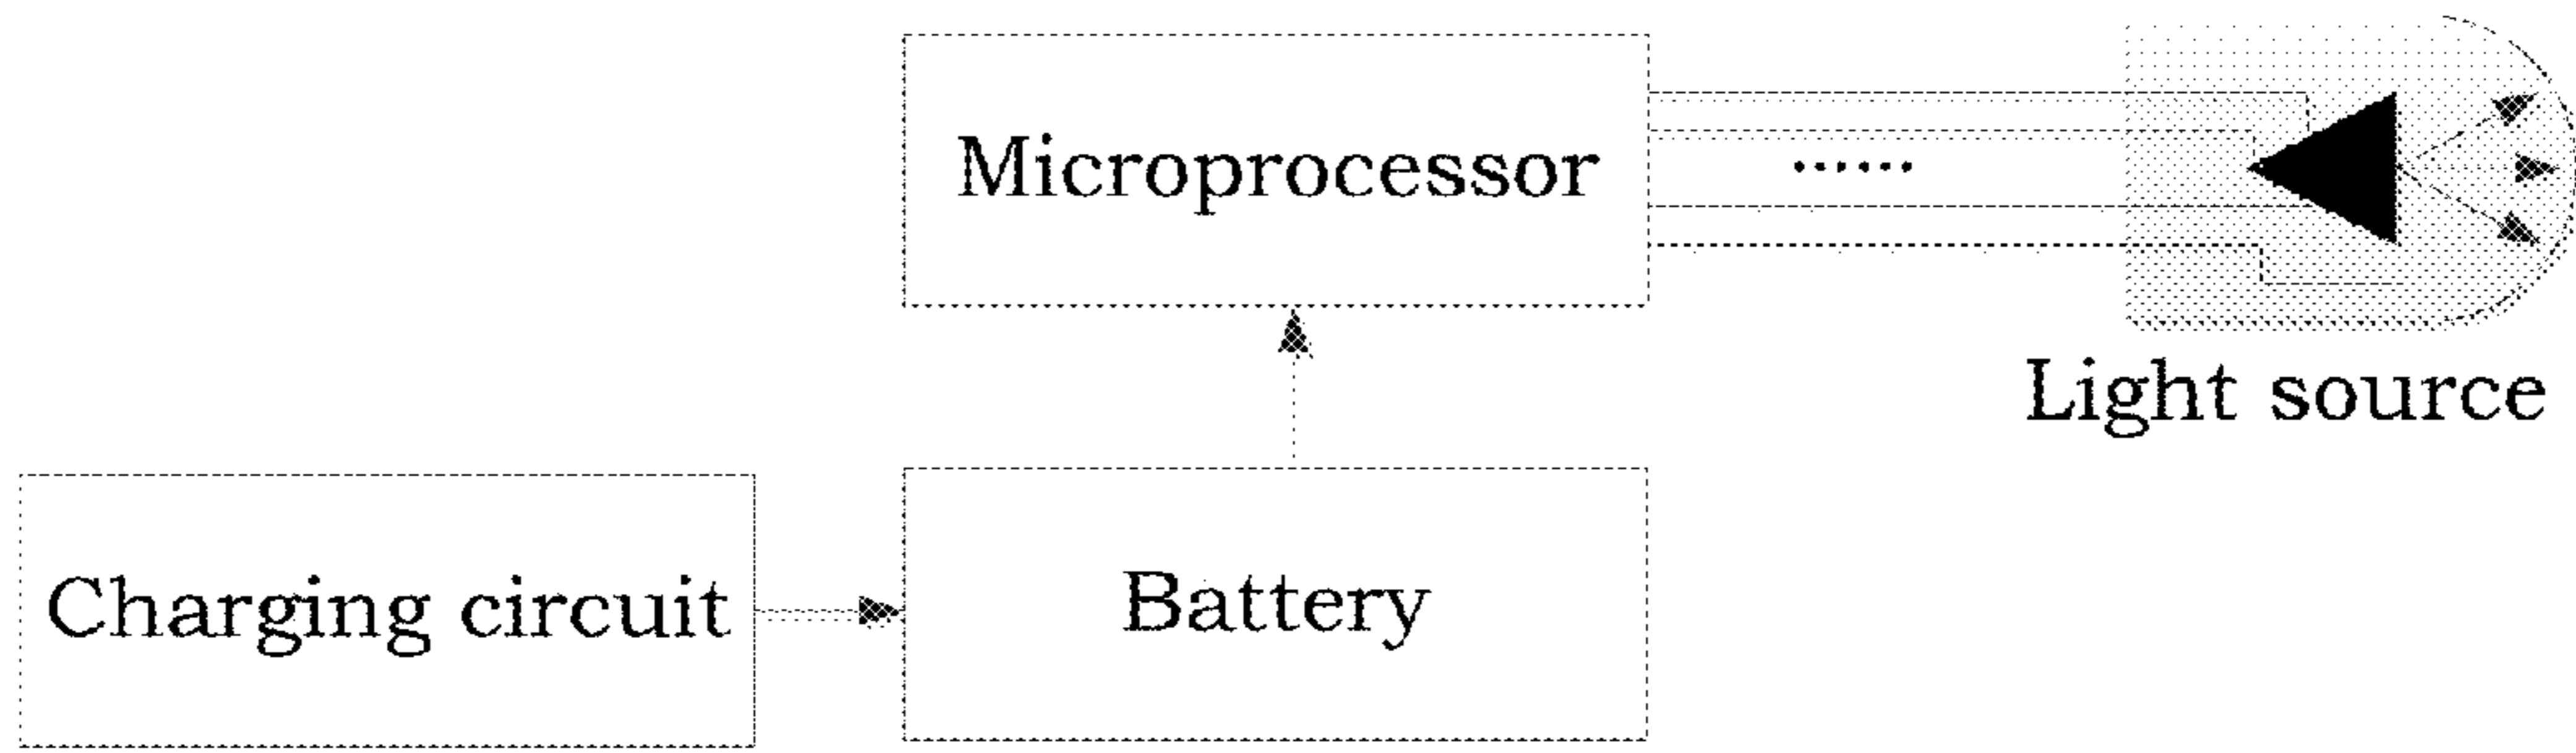 Microprocessor
......
Light source
Charging circuit
Battery